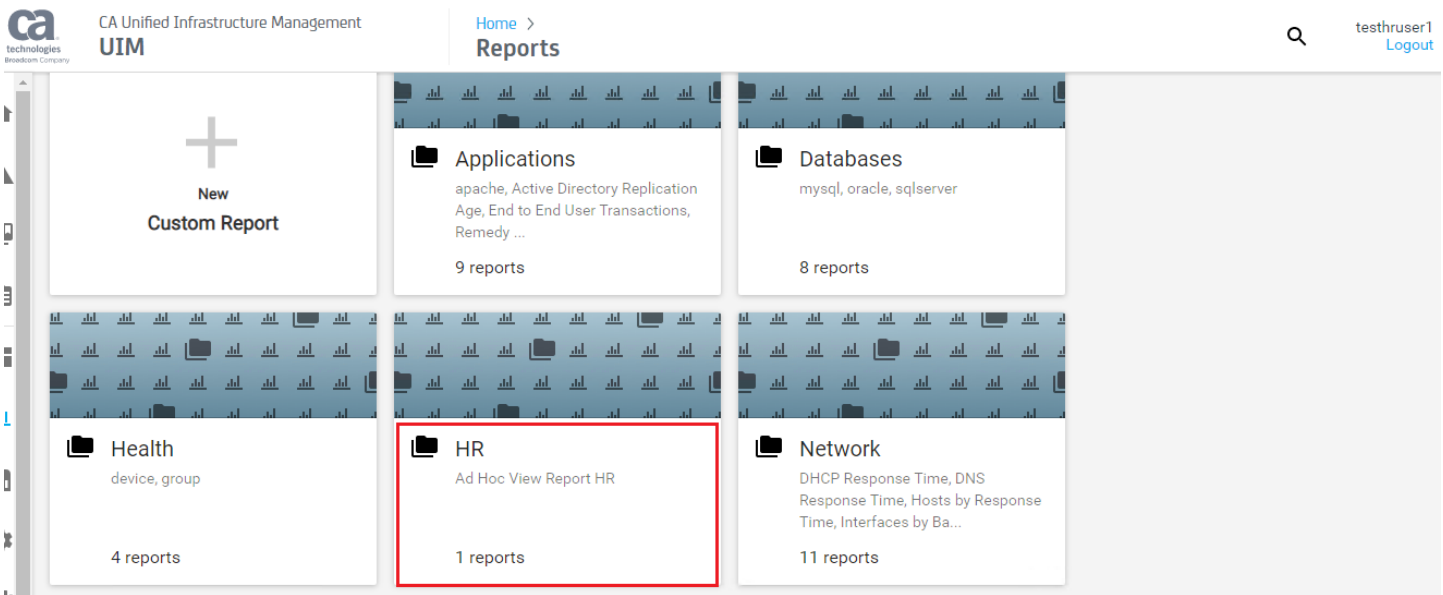 ca
technologies
Broadcom Company
CA Unified Infrastructure Management
UIM
Home >
Reports
testhruser1
Logout
New
Custom Report
Applications
apache, Active Directory Replication
Age, End to End User Transactions,
Remedy ...
9 reports
Databases
mysql, oracle, sqlserver
8 reports
Health
device, group
4 reports
HR
Ad Hoc View Report HR
1 reports
Network
DHCP Response Time, DNS
Response Time, Hosts by Response
Time, Interfaces by Ba...
11 reports